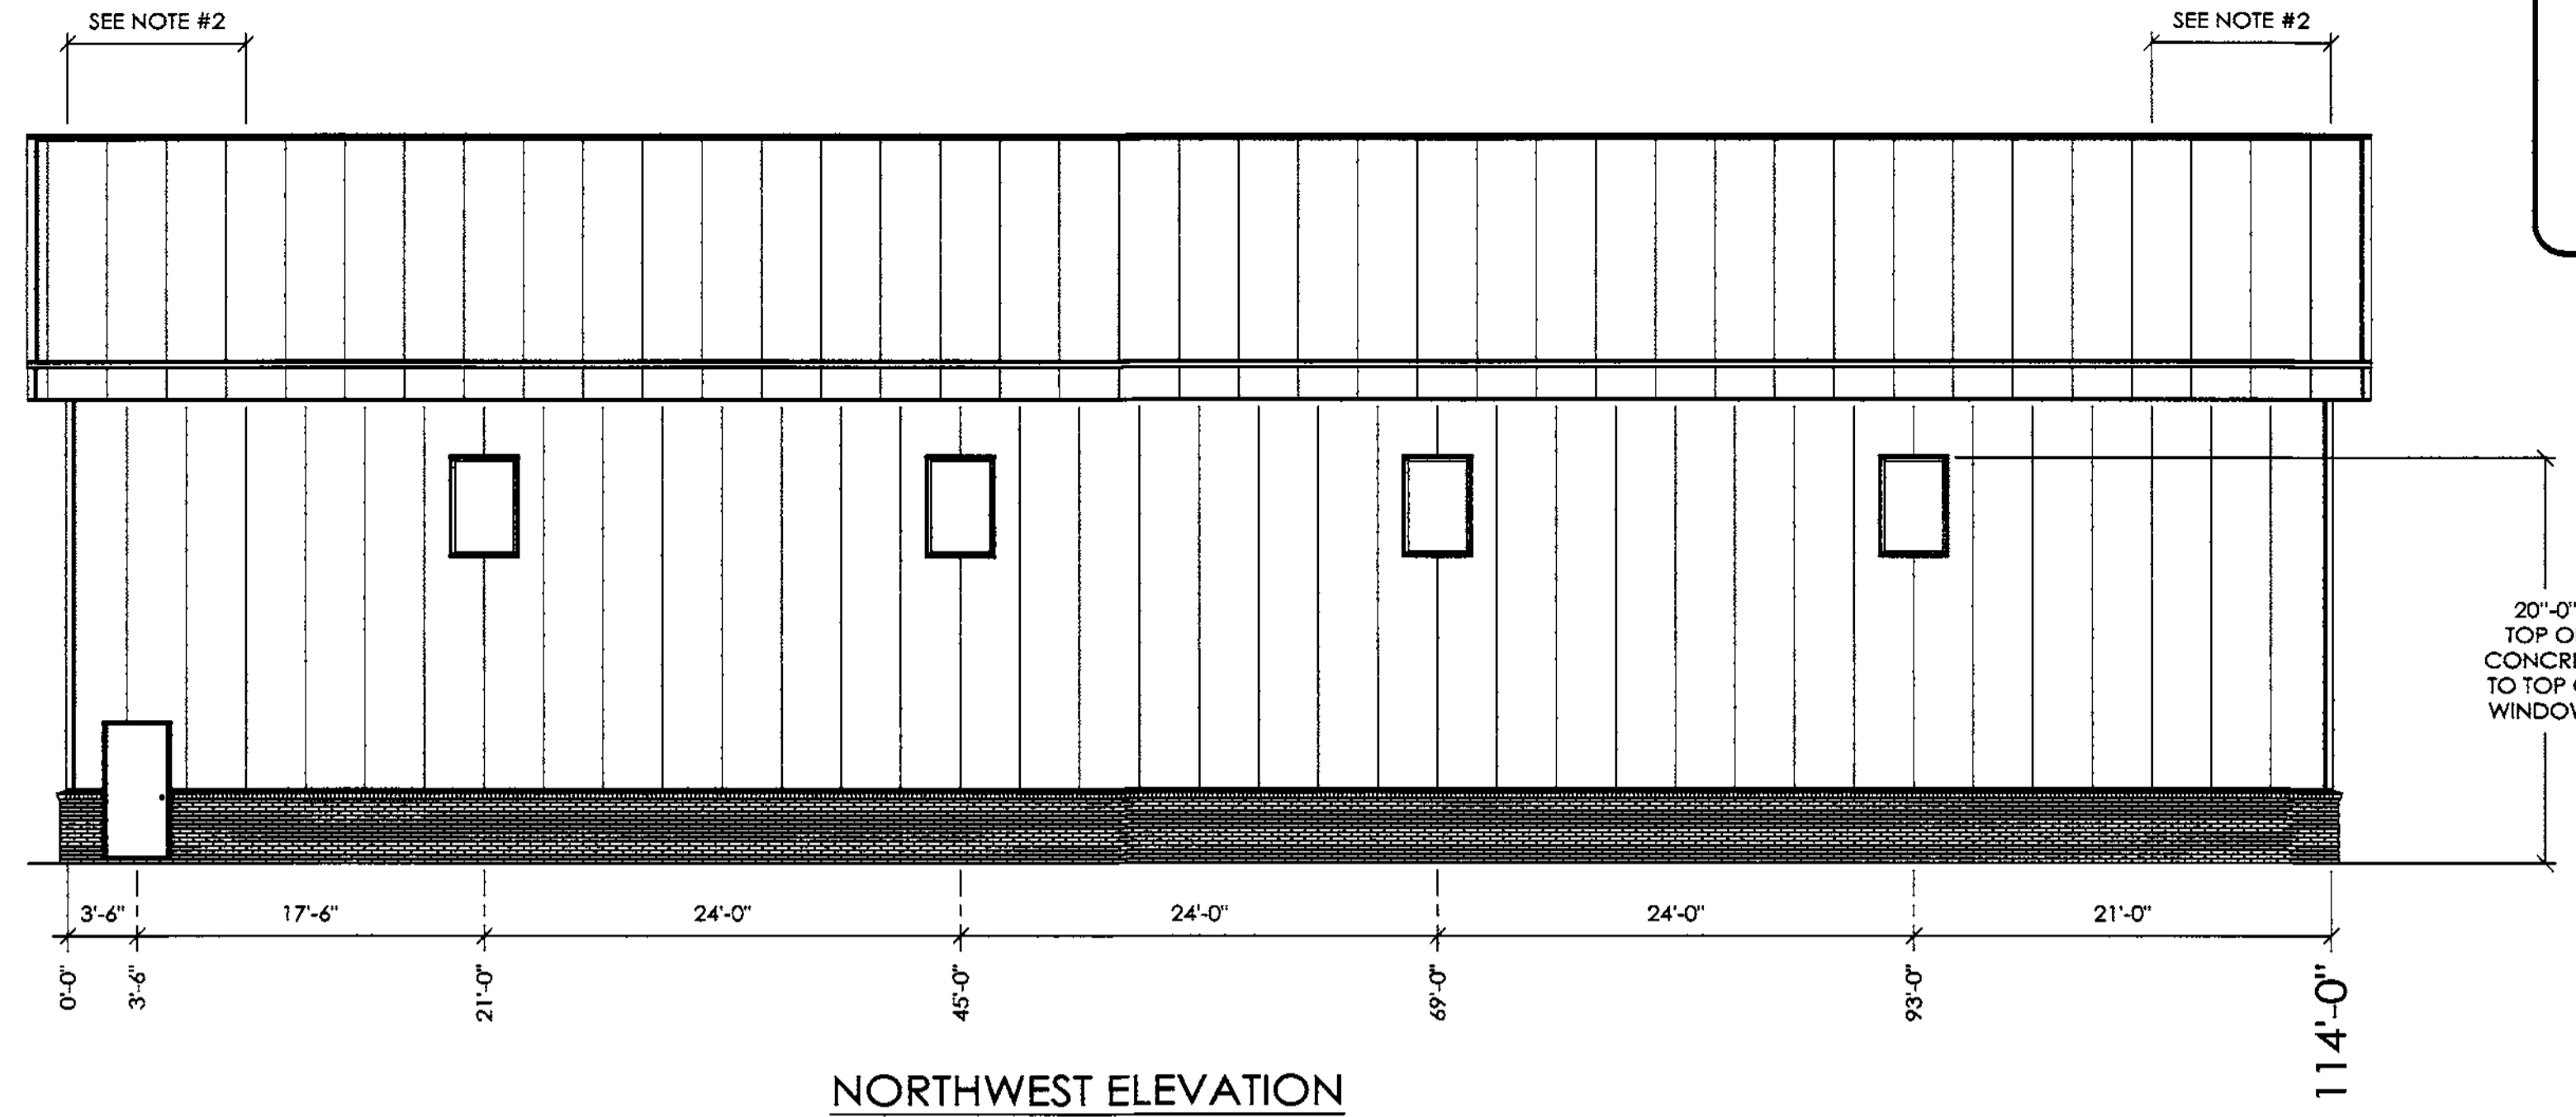 SEE NOTE #2
SEE NOTE #2
20"-0"
TOP O
CONCR
TO TOP
WINDOW
3'-6"
17'-6"
24'-0"
24'-0"
24'-0"
21'-0"
0'-0"
3'-6"
21'-0"
45'-0"
69'-0"
93'-0"
114'-0"
NORTHWEST ELEVATION